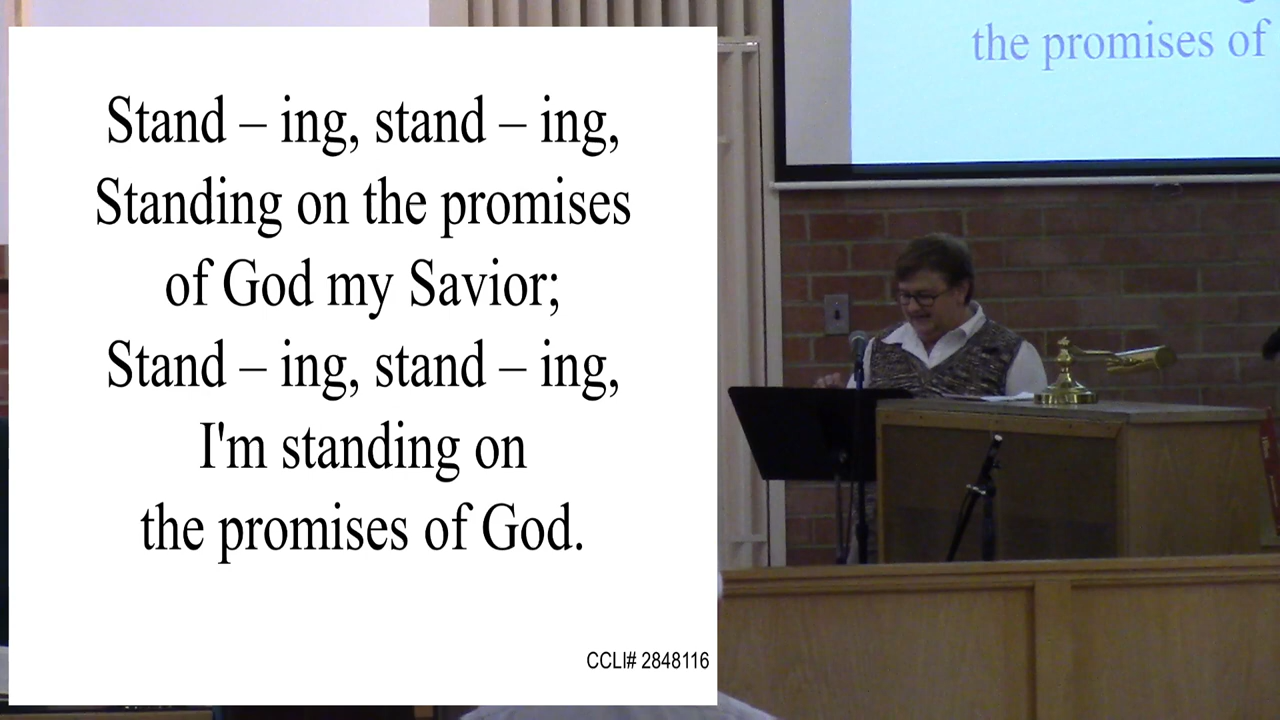 Stand – ing, stand – ing,
Standing on the promises
of God my Savior;
Stand – ing, stand – ing,
I'm standing on
the promises of God.
CCLI# 2848116
the promises of